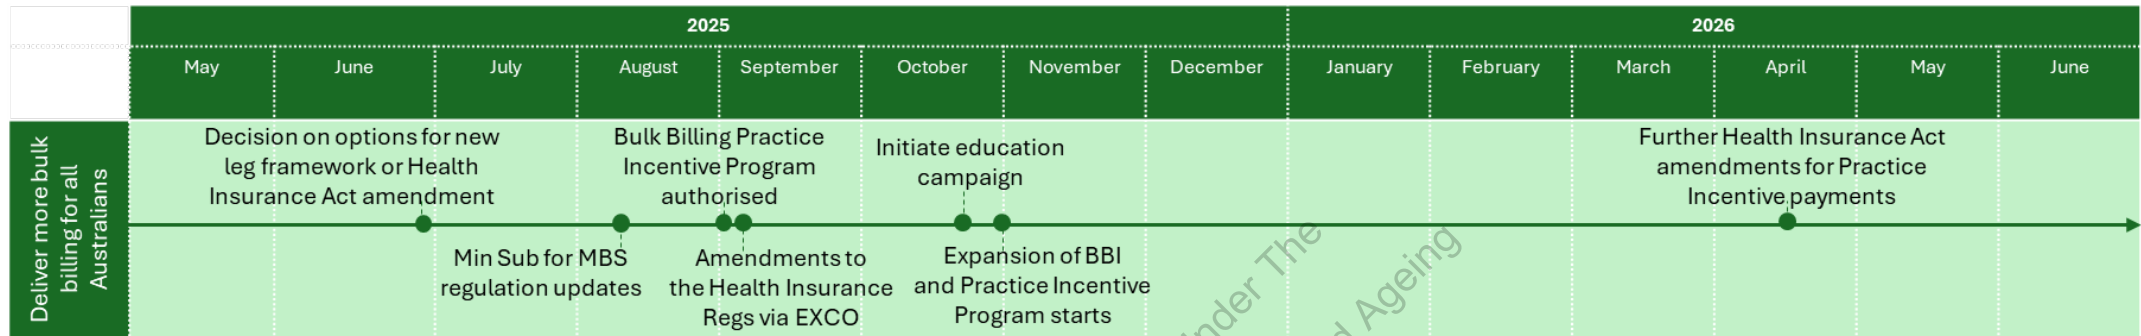 2025
2026
May
June
July
August
September
October
November
December
January
February
March
April
May
June
Deliver more bulk
billing for all
Australians
Decision on options for new
leg framework or Health
Insurance Act amendment
Min Sub for MBS
regulation updates
Bulk Billing Practice
Incentive Program
authorised
Amendments to
the Health Insurance
Regs via EXCO
Initiate education
campaign
Expansion of BBI
and Practice Incentive
Program starts
Further Health Insurance Act
amendments for Practice
Incentive payments
The
Ageing